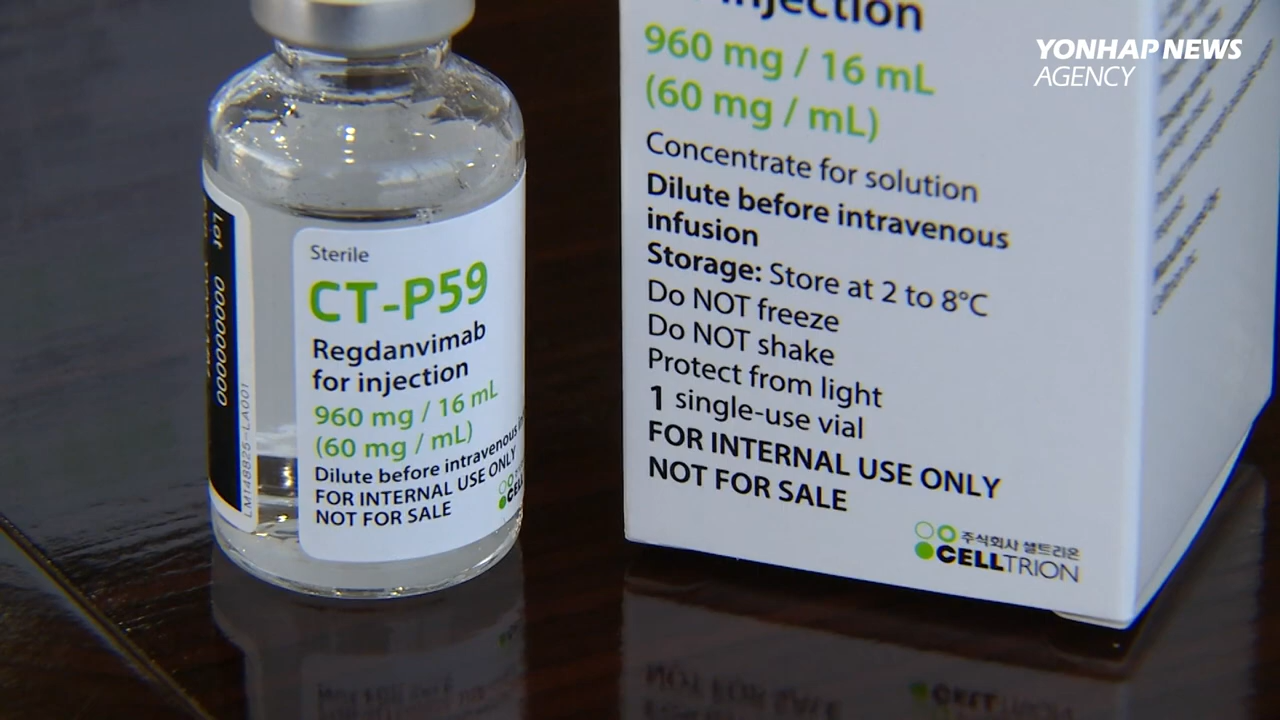 YONHAP NEWS
AGENCY
Sterile
CT-P59
Regdanvimab
for injection
960 mg / 16 mL
(60 mg / mL)
Dilute before intravenous
FOR INTERNAL USE ONLY
NOT FOR SALE
Lot
00000000
LM148825-LA001
injection
960 mg / 16 mL
(60 mg / mL)
Concentrate for solution
Dilute before intravenous
infusion
Storage: Store at 2 to 8°C
Do NOT freeze
Do NOT shake
Protect from light
1 single-use vial
FOR INTERNAL USE ONLY
NOT FOR SALE
주식회사 셀트리온
CELLTRION